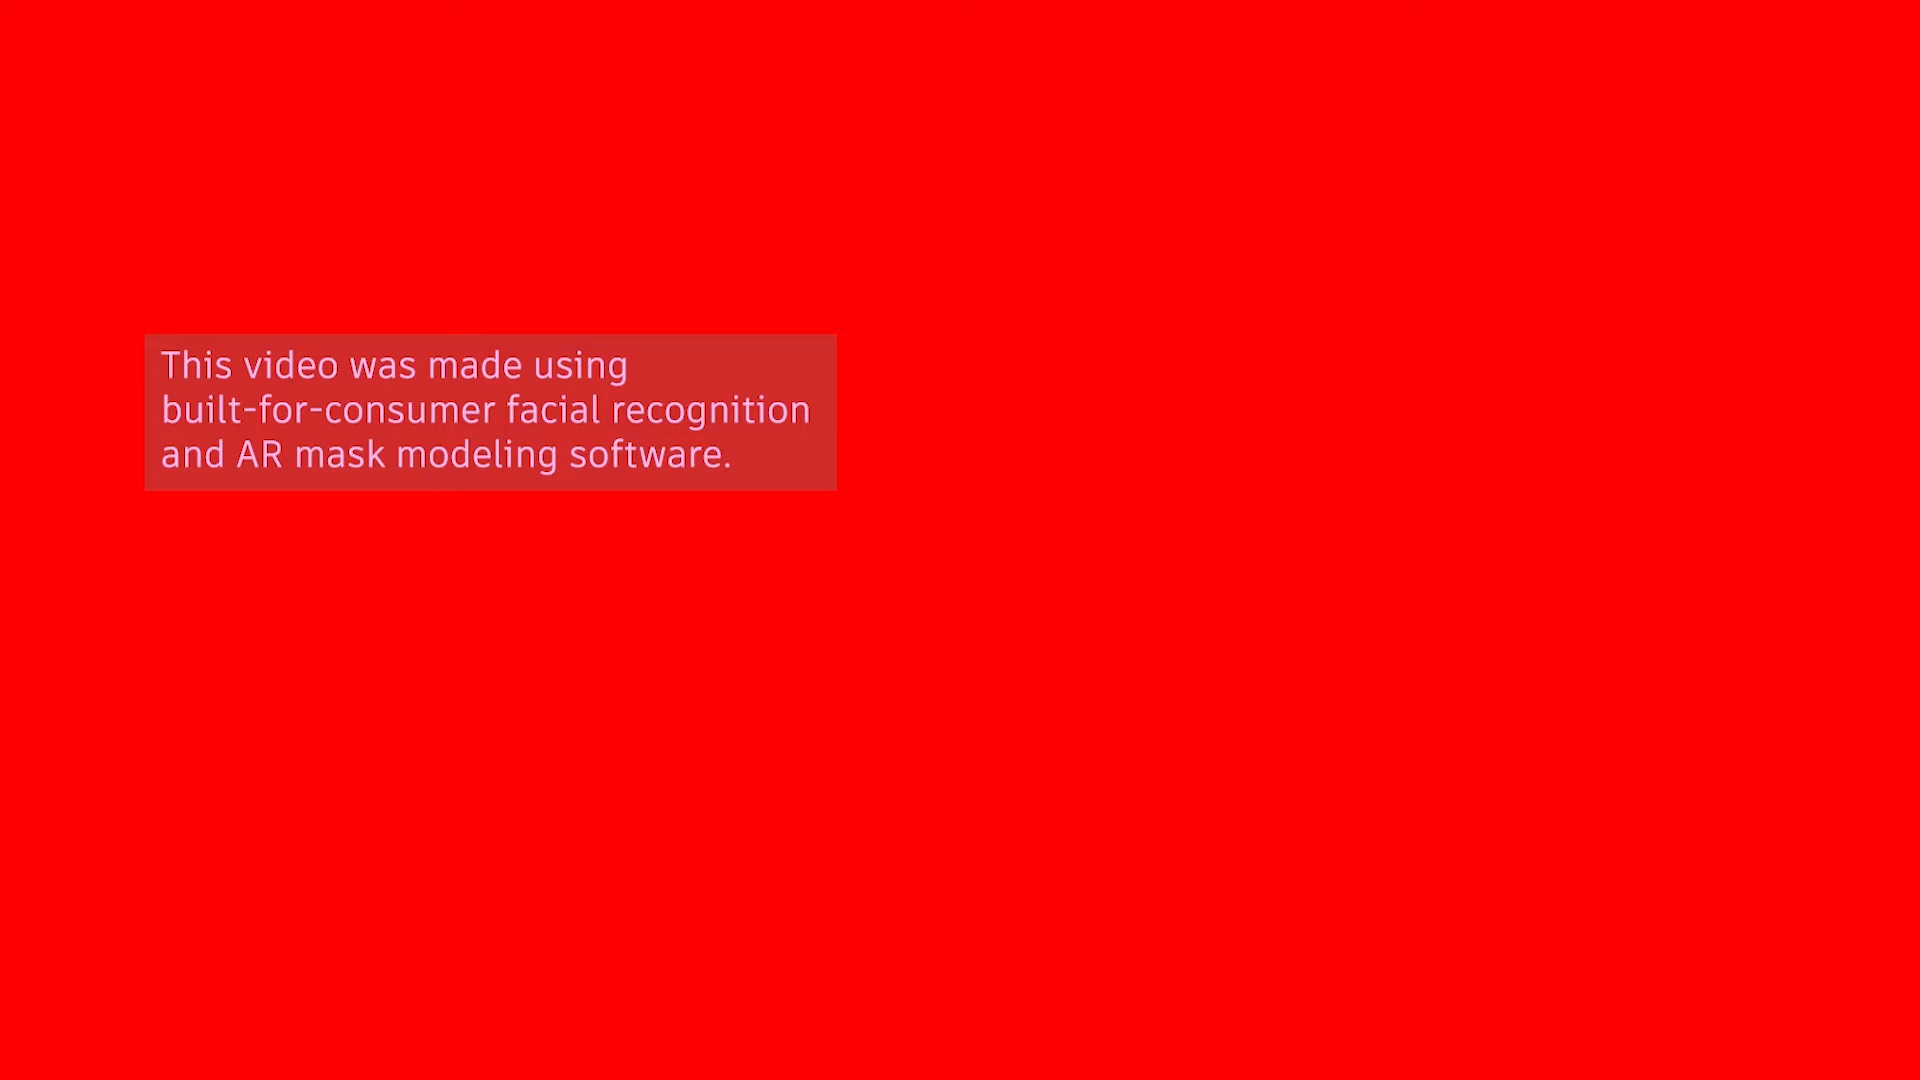 This video was made using
built-for-consumer facial recognition
and AR mask modeling software.